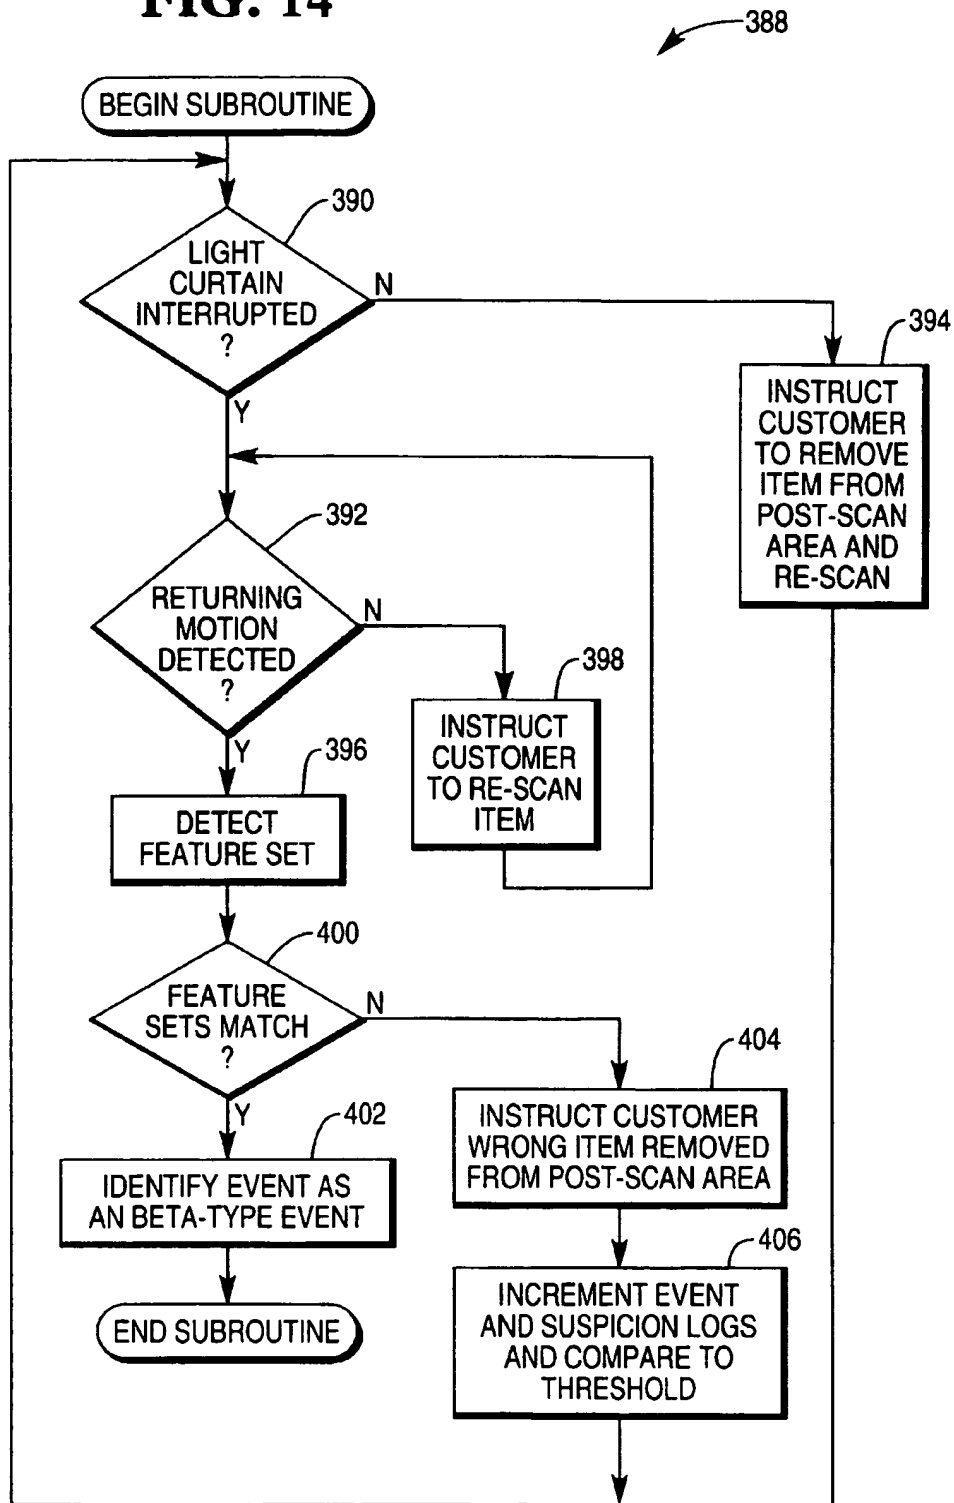 FIG. 14
388
BEGIN SUBROUTINE
390
LIGHT
CURTAIN
INTERRUPTED
?
N
Y
394
INSTRUCT
CUSTOMER
TO REMOVE
ITEM FROM
POST-SCAN
AREA AND
RE-SCAN
392
RETURNING
MOTION
DETECTED
?
N
Y
398
INSTRUCT
CUSTOMER
TO RE-SCAN
ITEM
396
DETECT
FEATURE SET
400
FEATURE
SETS MATCH
?
N
Y
404
INSTRUCT CUSTOMER
WRONG ITEM REMOVED
FROM POST-SCAN AREA
402
IDENTIFY EVENT AS
AN BETA-TYPE EVENT
406
INCREMENT EVENT
AND SUSPICION LOGS
AND COMPARE TO
THRESHOLD
END SUBROUTINE